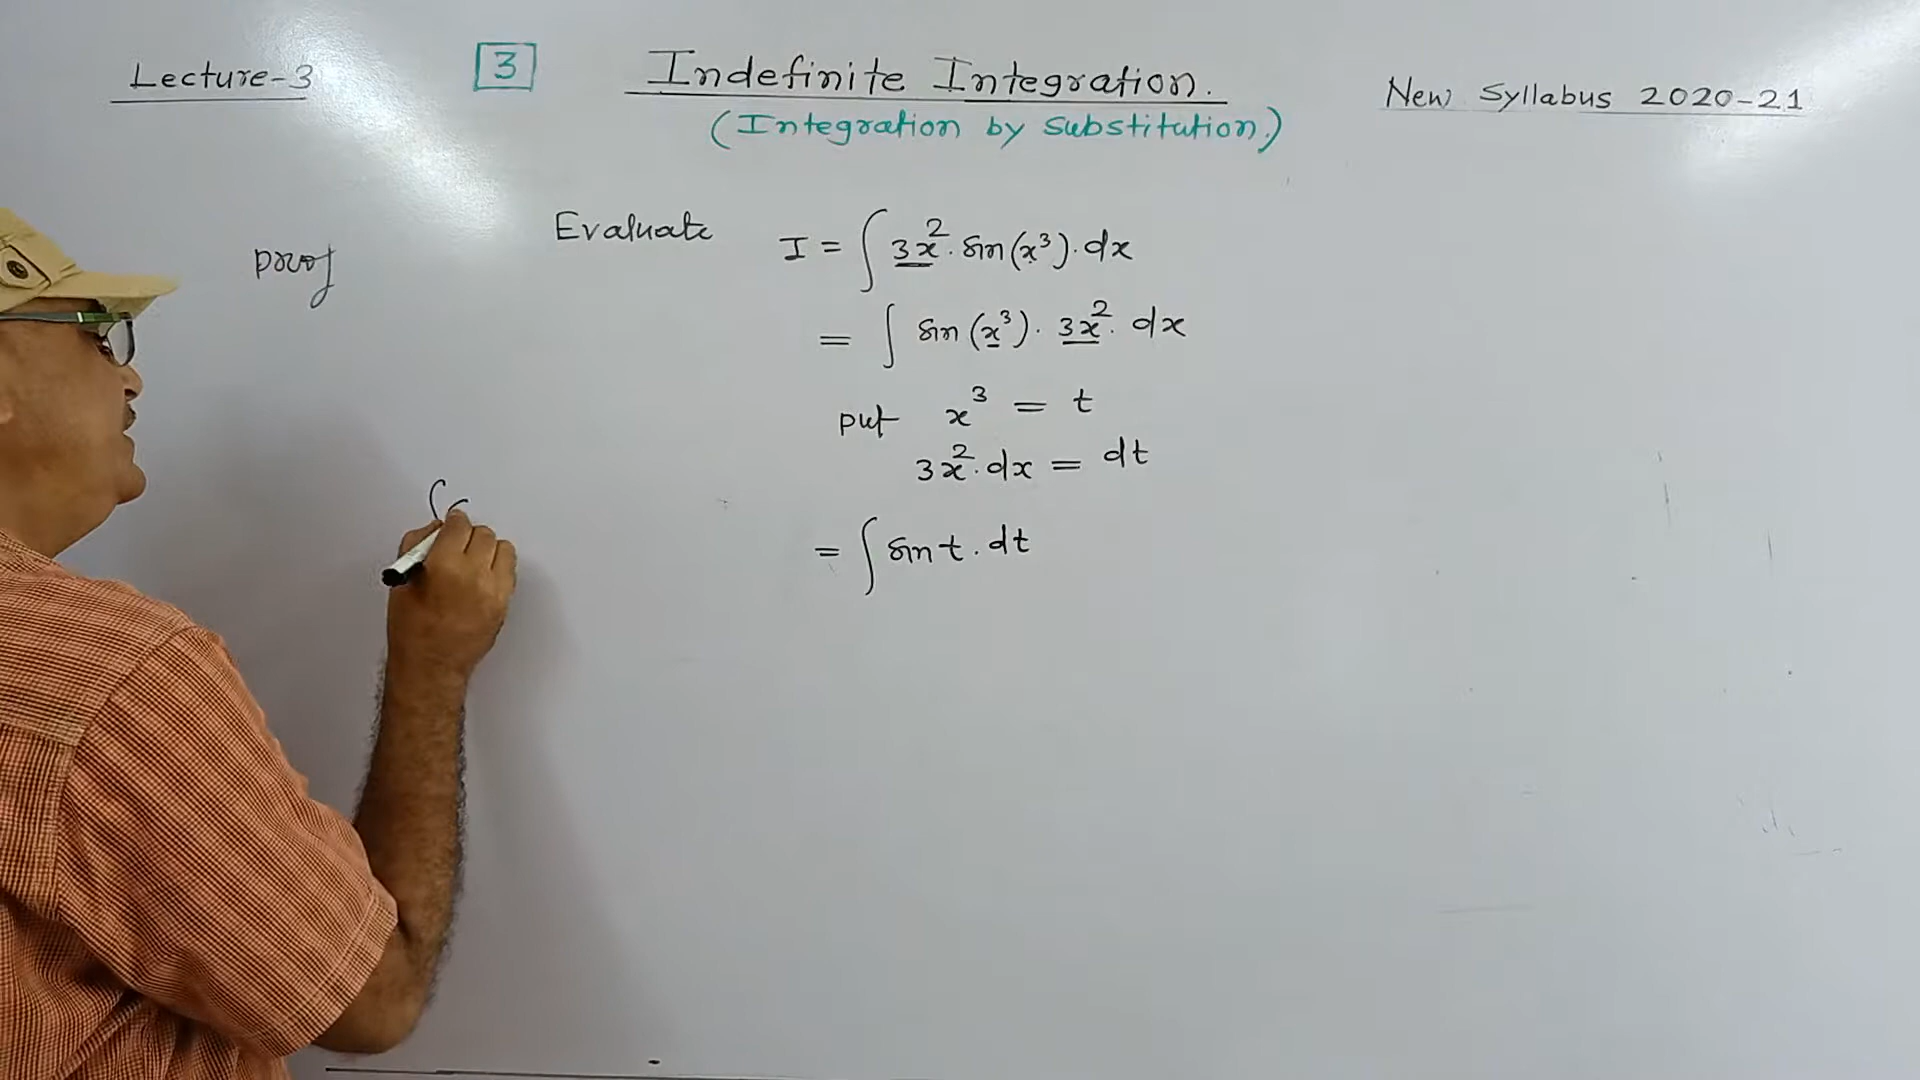 Lecture-3
3
Indefinite Integration.
(Integration by substitution.)
New Syllabus 2020-21
proof
Evaluate I = ∫ 3x². sin(x³). dx
= ∫ sin (x³). 3x². dx
put x³ = t
3x². dx = dt
= ∫ sin t. dt